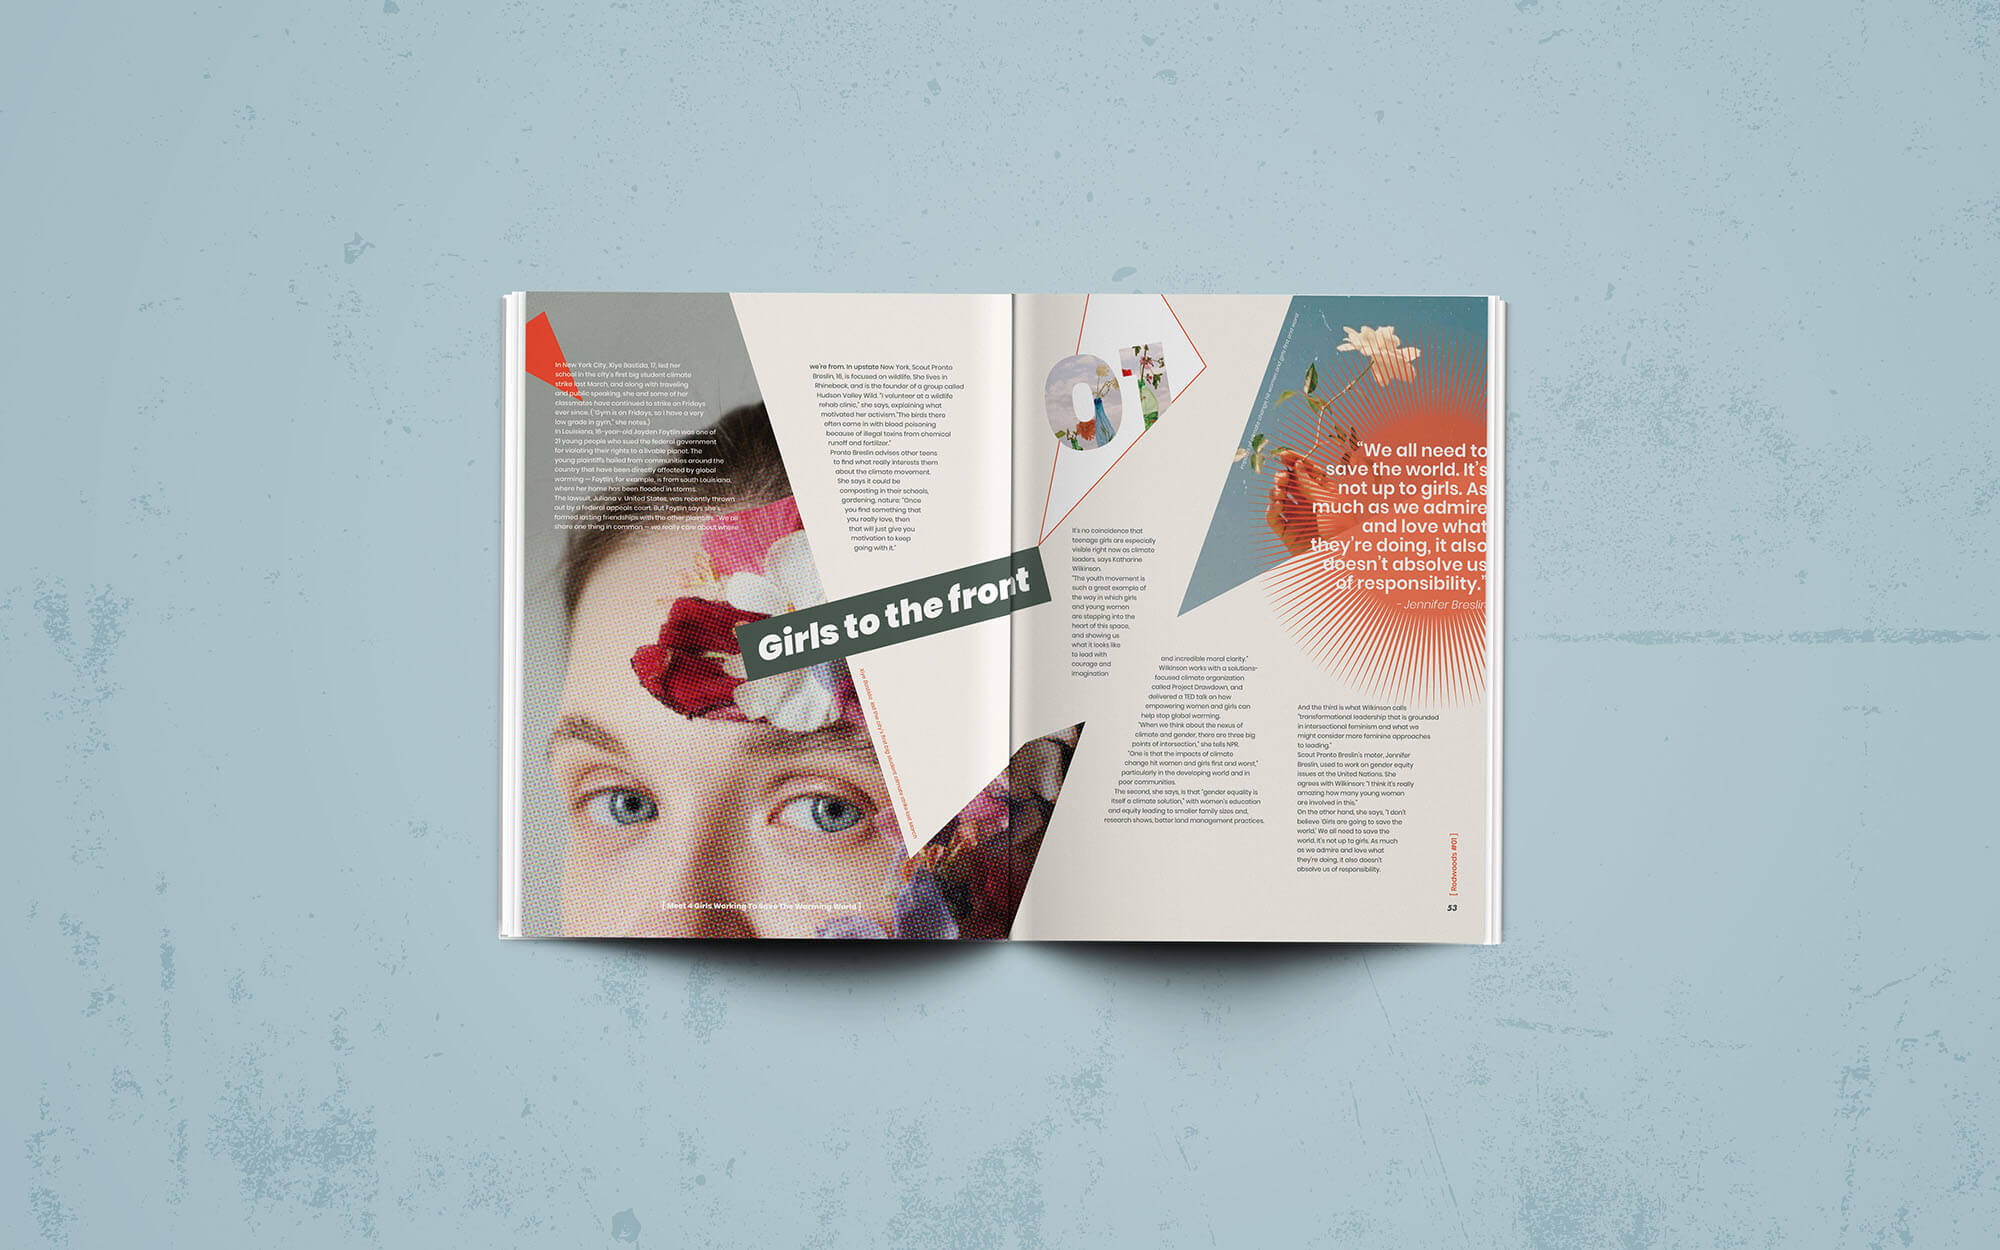 In New York City, Xiye Bastida, 17, led her
school in the city's first big student climate
strike last March, and along with traveling
and public speaking, she and some of her
classmates have continued to strike on Fridays
ever since. ("Gym is on Fridays, so I have a very
low grade in gym," she notes.)
In Louisiana, 16-year-old Jayden Foytlin was one of
21 young people who sued the federal government
for violating their rights to a livable planet. The
young plaintiffs hailed from communities around the
country that have been directly affected by global
warming — Foytlin, for example, is from south Louisiana,
where her home has been flooded in storms.
The lawsuit, Juliana v. United States, was recently thrown
out by a federal appeals court. But Foytlin says she's
formed lasting friendships with the other plaintiffs. "We all
share one thing in common — we really care about where
we're from. In upstate New York, Scout Pronto
Breslin, 16, is focused on wildlife. She lives in
Rhinebeck, and is the founder of a group called
Hudson Valley Wild. "I volunteer at a wildlife
rehab clinic," she says, explaining what
motivated her activism."The birds there
often come in with blood poisoning
because of illegal toxins from chemical
runoff and fertilizer."
Pronto Breslin advises other teens
to find what really interests them
about the climate movement.
She says it could be
composting in their schools,
gardening, nature: "Once
you find something that
you really love, then
that will just give you
motivation to keep
going with it."
Girls to the front
Xiye Bastida led the city's first big student climate strike last March
[ Meet 4 Girls Working To Save The Warming World ]
01
It's no coincidence that
teenage girls are especially
visible right now as climate
leaders, says Katharine
Wilkinson.
"The youth movement is
such a great example of
the way in which girls
and young women
are stepping into the
heart of this space,
and showing us
what it looks like
to lead with
courage and
imagination
and incredible moral clarity."
Wilkinson works with a solutions-
focused climate organization
called Project Drawdown, and
delivered a TED talk on how
empowering women and girls can
help stop global warming.
"When we think about the nexus of
climate and gender, there are three big
points of intersection," she tells NPR.
"One is that the impacts of climate
change hit women and girls first and worst,"
particularly in the developing world and in
poor communities.
The second, she says, is that "gender equality is
itself a climate solution," with women's education
and equity leading to smaller family sizes and,
research shows, better land management practices.
of climate change hit women and girls first and worst
"We all need to
save the world. It's
not up to girls. As
much as we admire
and love what
they're doing, it also
doesn't absolve us
of responsibility."
- Jennifer Breslin
And the third is what Wilkinson calls
"transformational leadership that is grounded
in intersectional feminism and what we
might consider more feminine approaches
to leading."
Scout Pronto Breslin's moter, Jennifer
Breslin, used to work on gender equity
issues at the United Nations. She
agrees with Wilkinson: "I think it's really
amazing how many young woman
are involved in this."
On the other hand, she says, "I don't
believe 'Girls are going to save the
world.' We all need to save the
world. It's not up to girls. As much
as we admire and love what
they're doing, it also doesn't
absolve us of responsibility.
[ Redwoods #01 ]
53